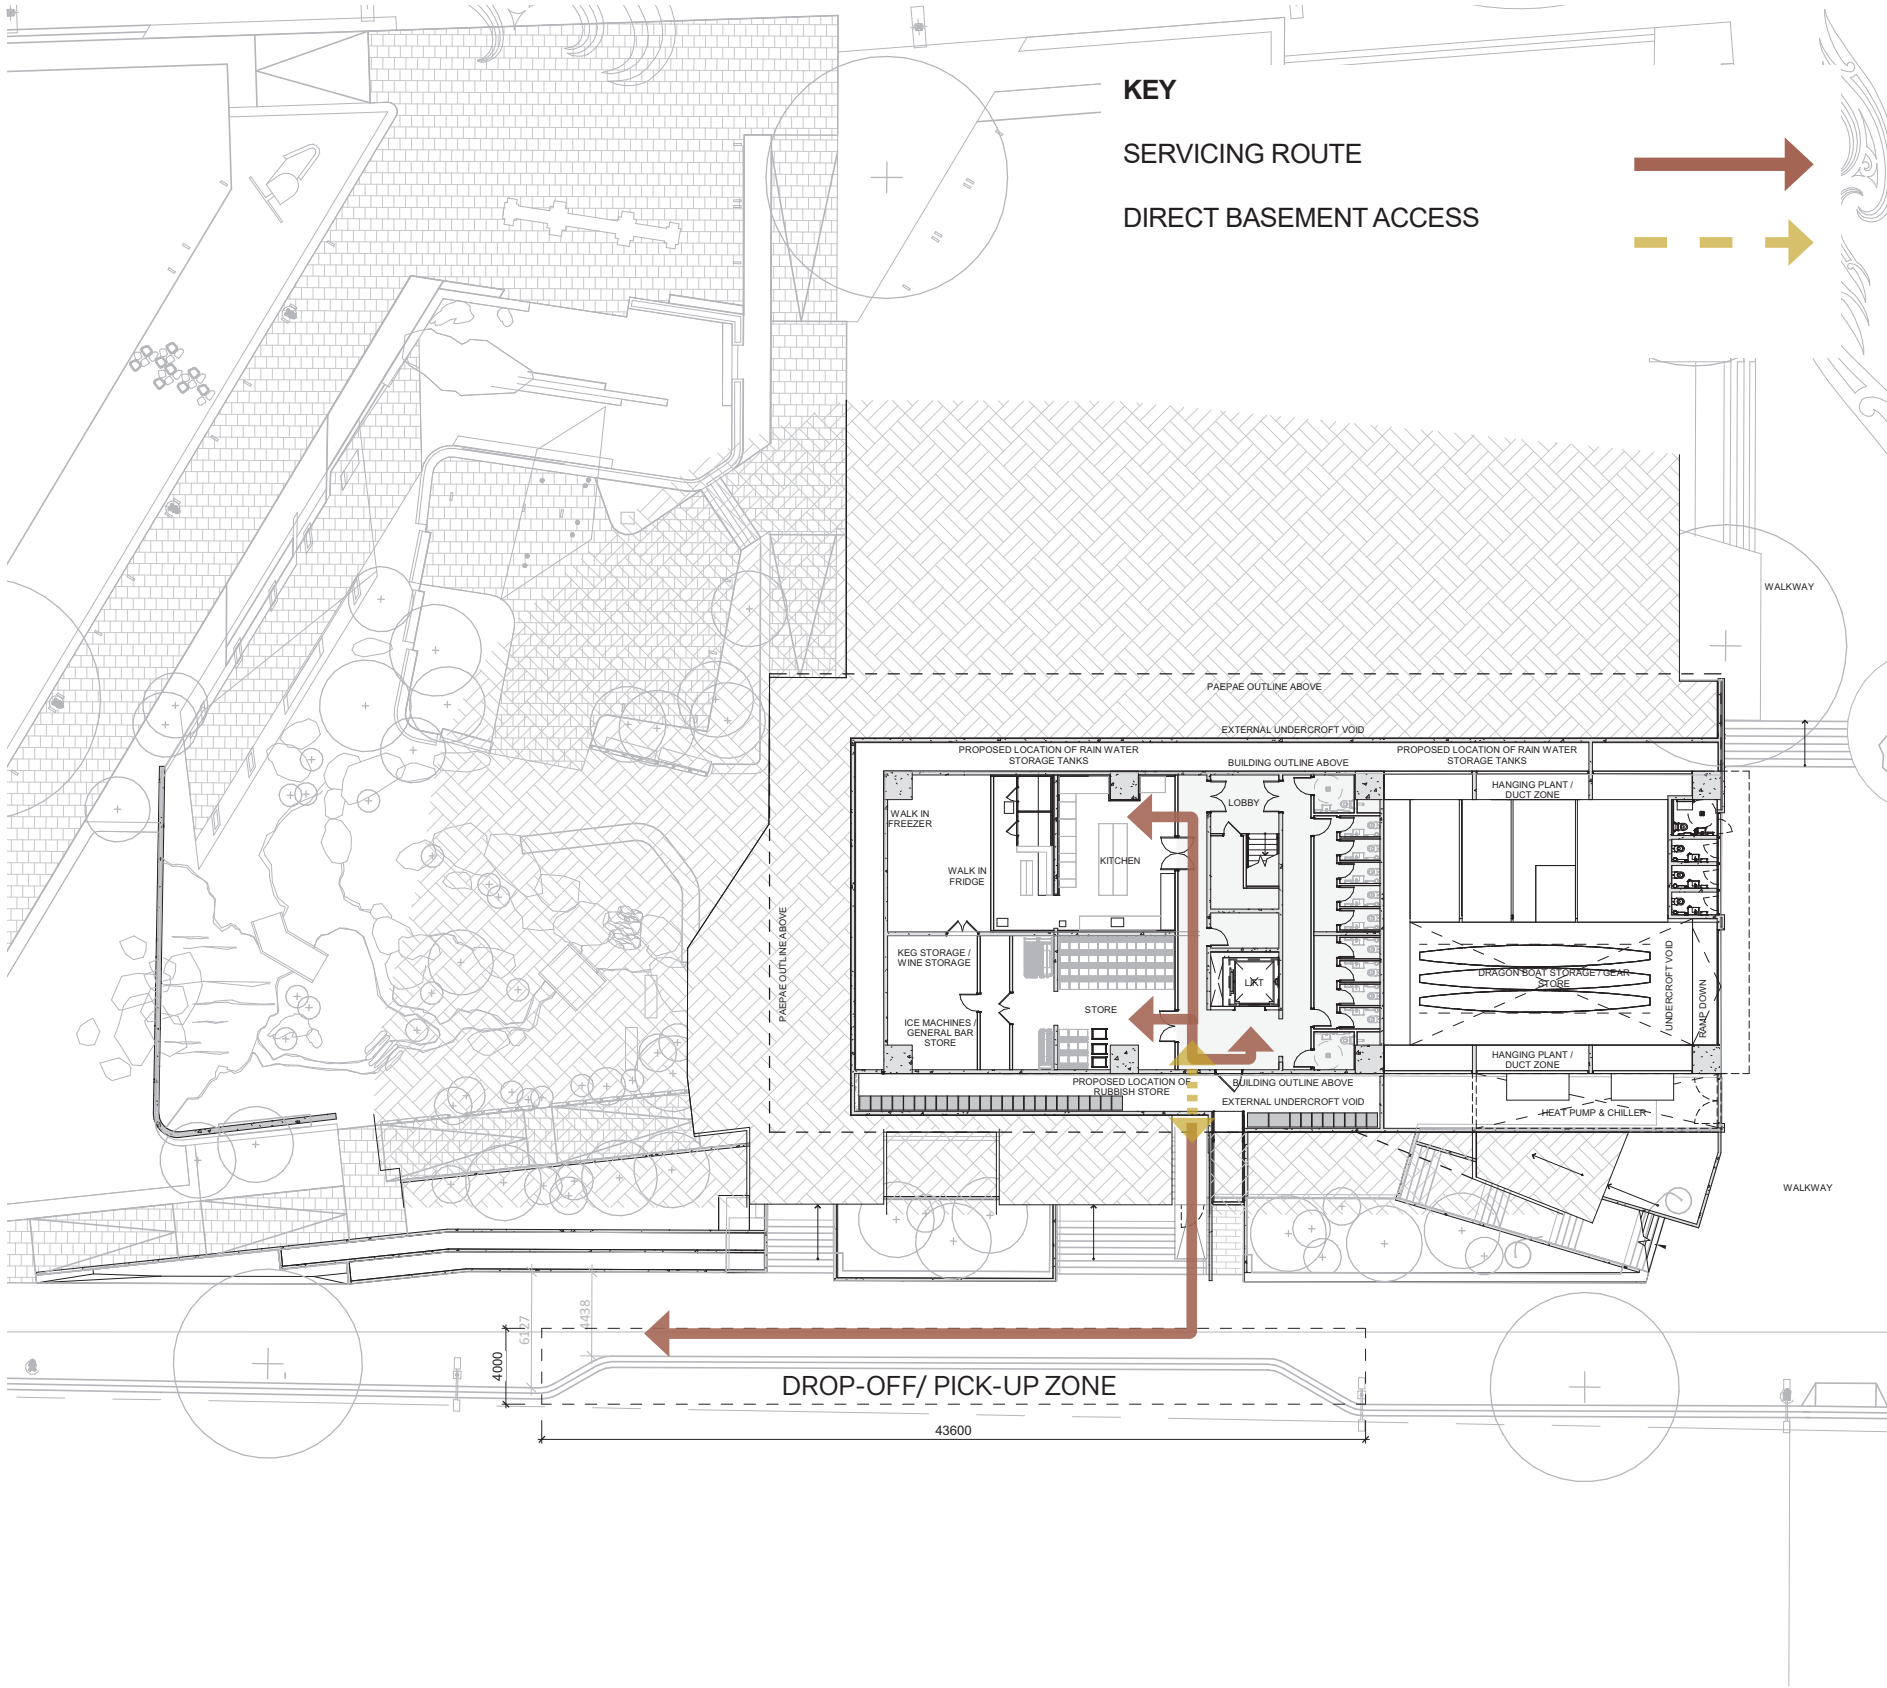 KEY
SERVICING ROUTE
DIRECT BASEMENT ACCESS
WALKWAY
PAEPAE OUTLINE ABOVE
EXTERNAL UNDERCROFT VOID
PROPOSED LOCATION OF RAIN WATER
STORAGE TANKS
BUILDING OUTLINE ABOVE
PROPOSED LOCATION OF RAIN WATER
STORAGE TANKS
HANGING PLANT /
DUCT ZONE
LOBBY
WALK IN
FREEZER
KITCHEN
WALK IN
FRIDGE
PAEPAE OUTLINE ABOVE
KEG STORAGE /
WINE STORAGE
LIFT
DRAGON BOAT STORAGE / GEAR
STORE
UNDERCROFT VOID
RAMP DOWN
STORE
ICE MACHINES /
GENERAL BAR
STORE
HANGING PLANT /
DUCT ZONE
PROPOSED LOCATION OF
RUBBISH STORE
BUILDING OUTLINE ABOVE
EXTERNAL UNDERCROFT VOID
HEAT PUMP & CHILLER
WALKWAY
6127
4438
4000
DROP-OFF/ PICK-UP ZONE
43600